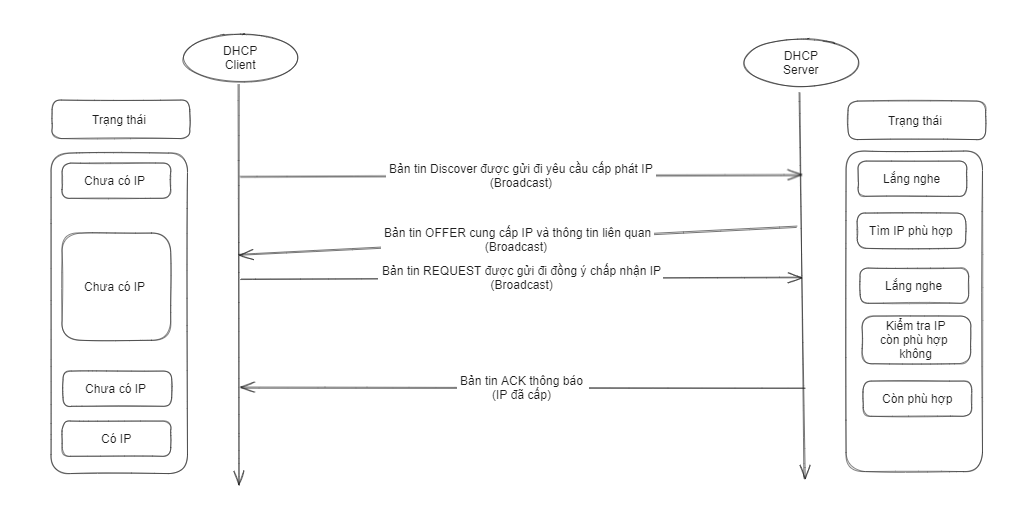 DHCP
Client
DHCP
Server
Trạng thái
Trạng thái
Chưa có IP
Bản tin Discover được gửi đi yêu cầu cấp phát IP
(Broadcast)
Lắng nghe
Chưa có IP
Bản tin OFFER cung cấp IP và thông tin liên quan
(Broadcast)
Tìm IP phù hợp
Bản tin REQUEST được gửi đi đồng ý chấp nhận IP
(Broadcast)
Lắng nghe
Kiểm tra IP
còn phù hợp
không
Chưa có IP
Bản tin ACK thông báo
(IP đã cấp)
Còn phù hợp
Có IP